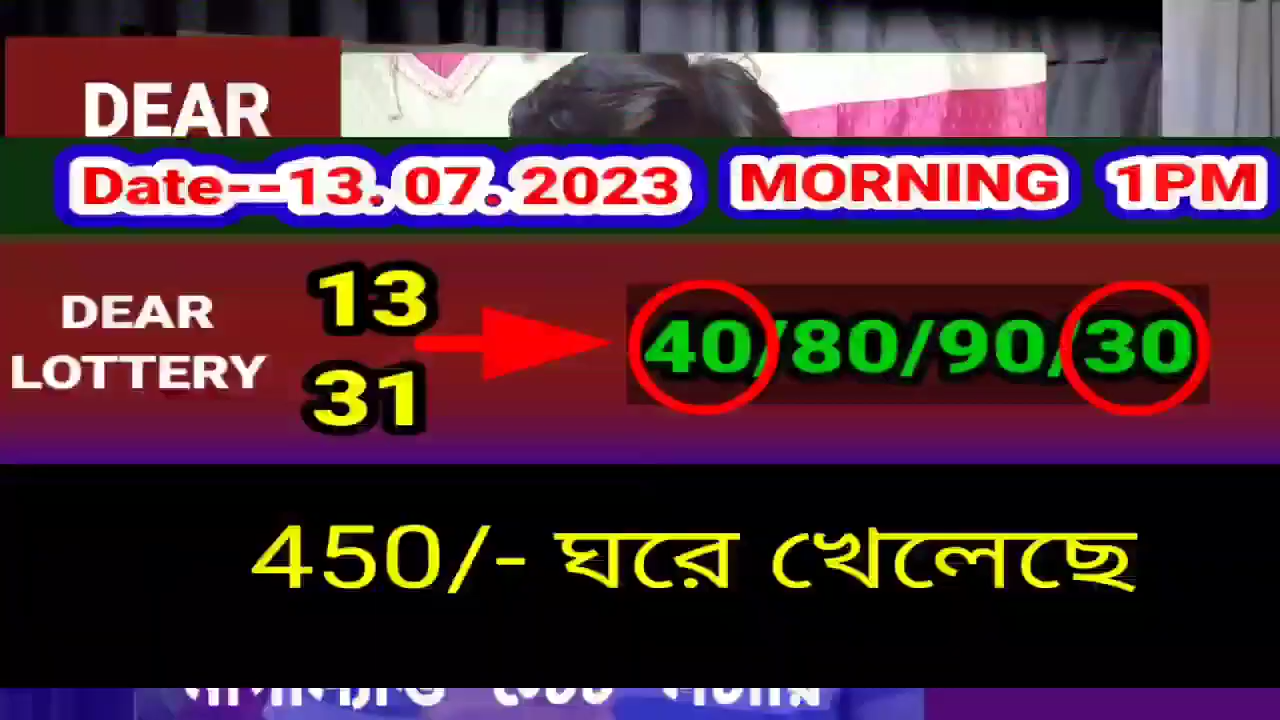 DEAR
Date--13. 07. 2023 MORNING 1PM
DEAR
LOTTERY
13
31
40/80/90/30
450/- ঘরে খেলেছে